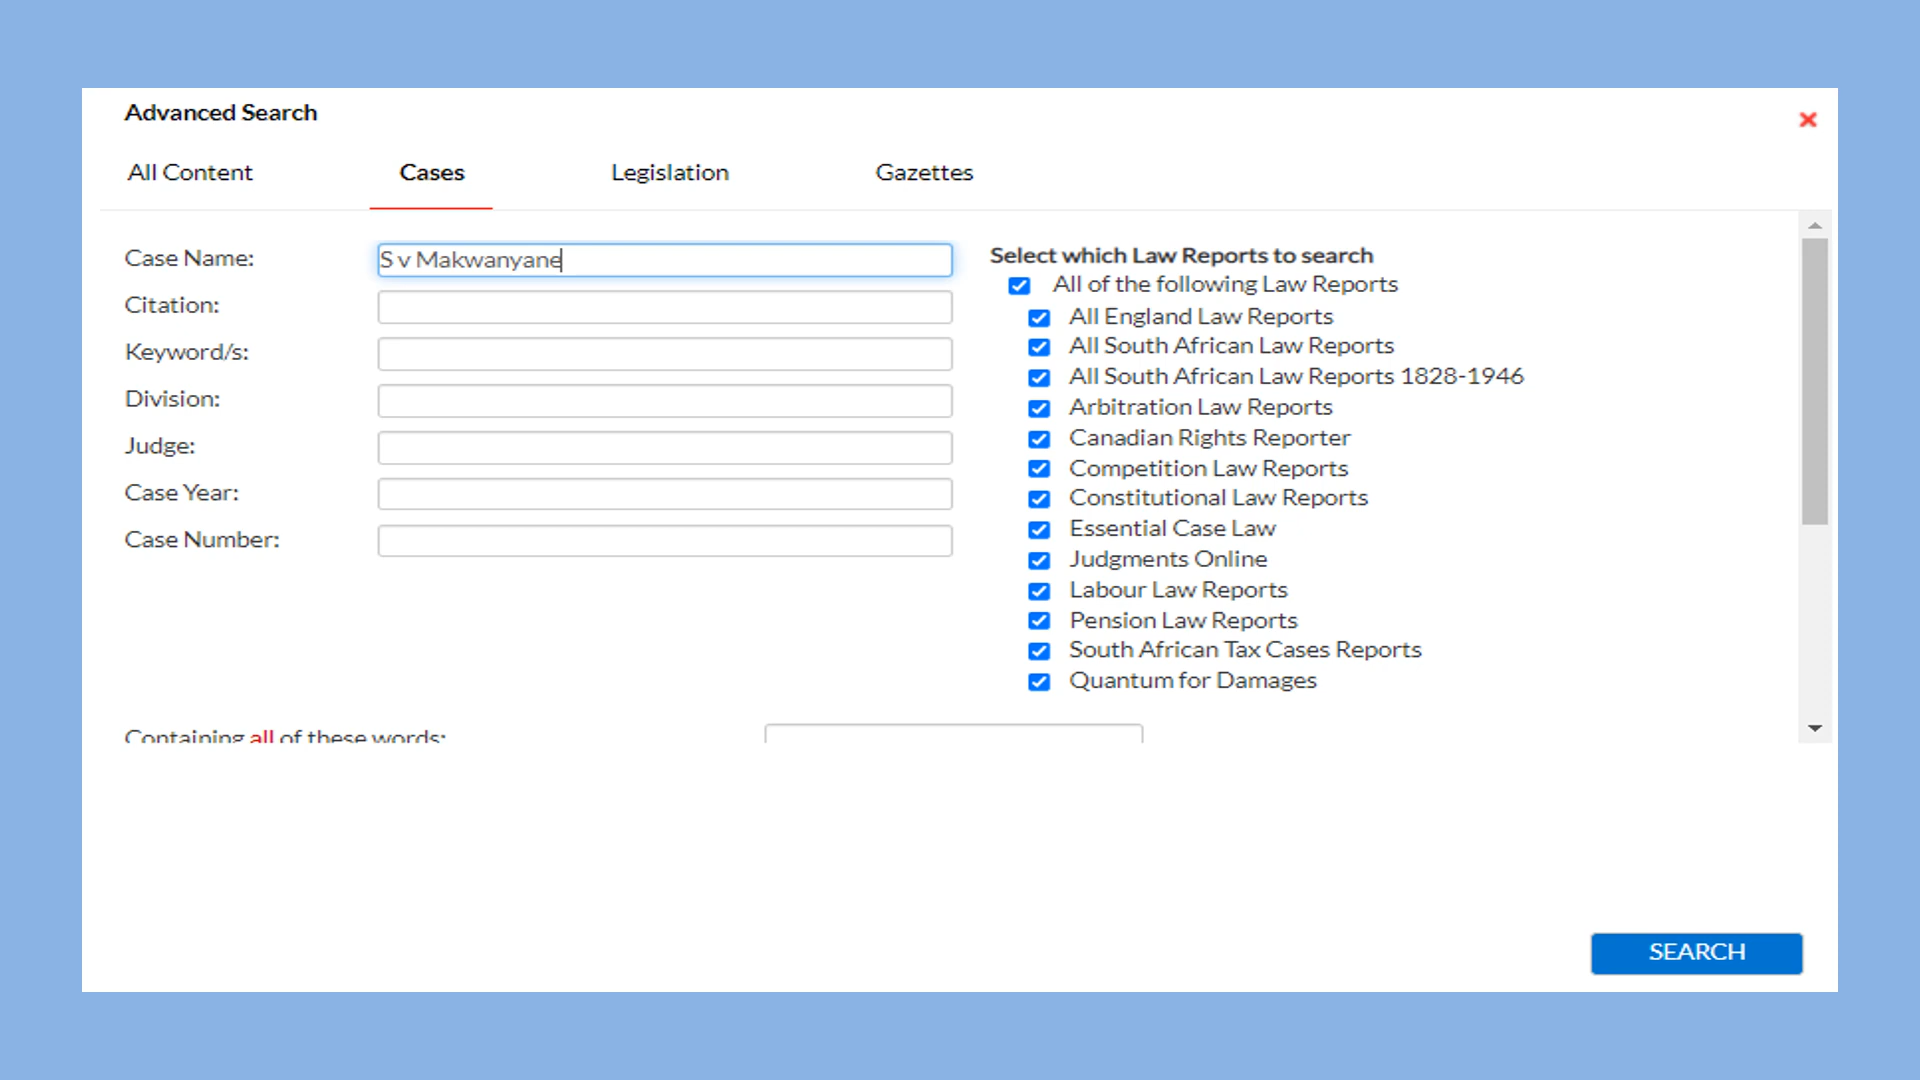 Advanced Search
All Content Cases Legislation Gazettes
Case Name: S v Makwanyane
Citation:
Keyword/s:
Division:
Judge:
Case Year:
Case Number:
Select which Law Reports to search
All of the following Law Reports
All England Law Reports
All South African Law Reports
All South African Law Reports 1828-1946
Arbitration Law Reports
Canadian Rights Reporter
Competition Law Reports
Constitutional Law Reports
Essential Case Law
Judgments Online
Labour Law Reports
Pension Law Reports
South African Tax Cases Reports
Quantum for Damages
Containing all of these words:
SEARCH